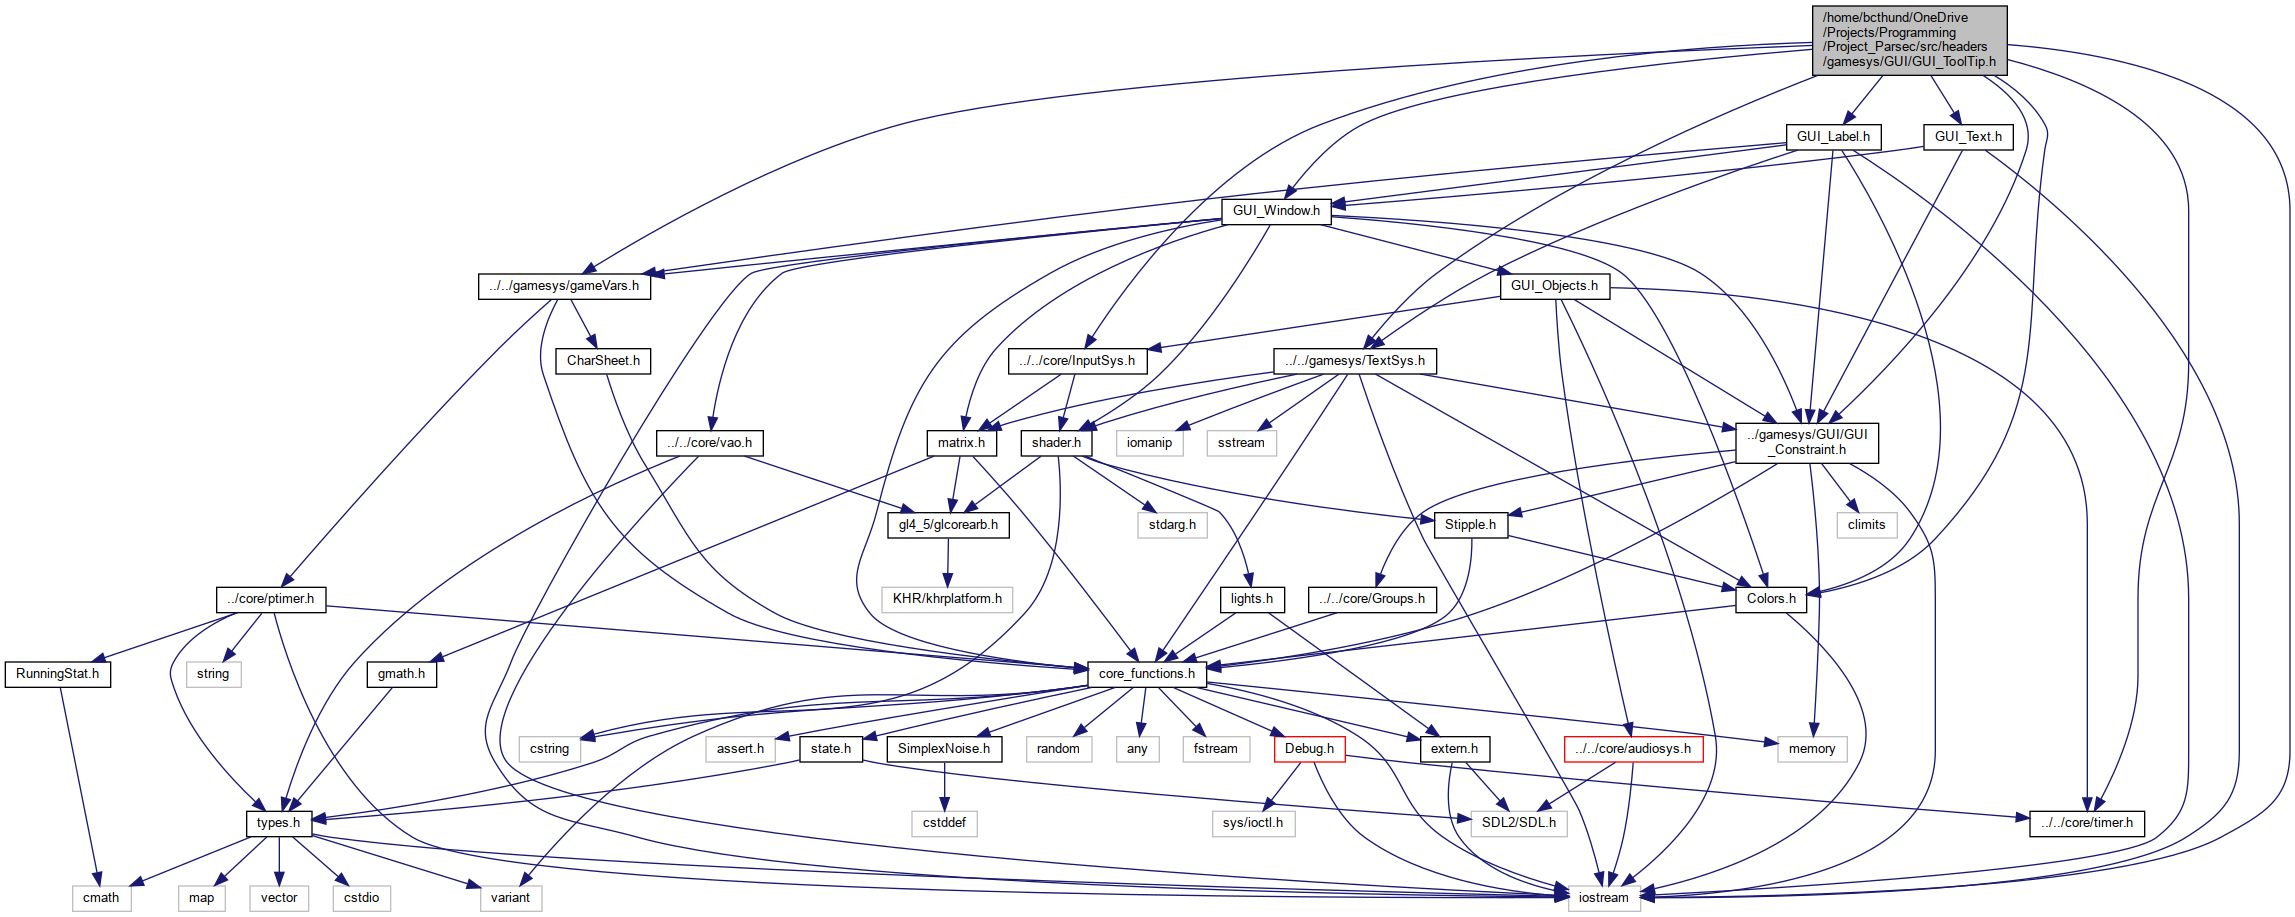 /home/bcthund/OneDrive
/Projects/Programming
/Project_Parsec/src/headers
/gamesys/GUI/GUI_ToolTip.h
GUI_Label.h
GUI_Text.h
GUI_Window.h
../../gamesys/gameVars.h
GUI_Objects.h
CharSheet.h
../../core/InputSys.h
../../gamesys/TextSys.h
../../core/vao.h
matrix.h
shader.h
iomanip
sstream
../gamesys/GUI/GUI
_Constraint.h
gl4_5/glcorearb.h
stdarg.h
Stipple.h
climits
../core/ptimer.h
KHR/khrplatform.h
lights.h
../../core/Groups.h
Colors.h
RunningStat.h
string
gmath.h
core_functions.h
cstring
assert.h
state.h
SimplexNoise.h
random
any
fstream
Debug.h
extern.h
../../core/audiosys.h
memory
types.h
cstddef
sys/ioctl.h
SDL2/SDL.h
../../core/timer.h
cmath
map
vector
cstdio
variant
iostream